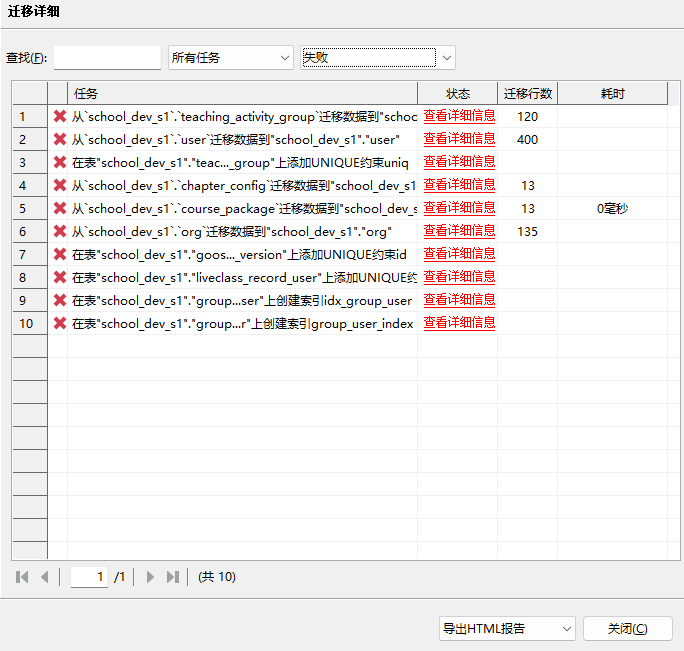 迁移详细
查找(F): 所有任务 失败
任务 状态 迁移行数 耗时
1 从`school_dev_s1`.`teaching_activity_group`迁移数据到"schoo 查看详细信息 120
2 从`school_dev_s1`.`user`迁移数据到"school_dev_s1"."user" 查看详细信息 400
3 在表"school_dev_s1"."teac..._group"上添加UNIQUE约束uniq 查看详细信息
4 从`school_dev_s1`.`chapter_config`迁移数据到"school_dev_s1 查看详细信息 13
5 从`school_dev_s1`.`course_package`迁移数据到"school_dev_s 查看详细信息 13 0毫秒
6 从`school_dev_s1`.`org`迁移数据到"school_dev_s1"."org" 查看详细信息 135
7 在表"school_dev_s1"."goos..._version"上添加UNIQUE约束id 查看详细信息
8 在表"school_dev_s1"."liveclass_record_user"上添加UNIQUE约 查看详细信息
9 在表"school_dev_s1"."group...ser"上创建索引idx_group_user 查看详细信息
10 在表"school_dev_s1"."group...r"上创建索引group_user_index 查看详细信息
1 /1 (共 10)
导出HTML报告 关闭(C)